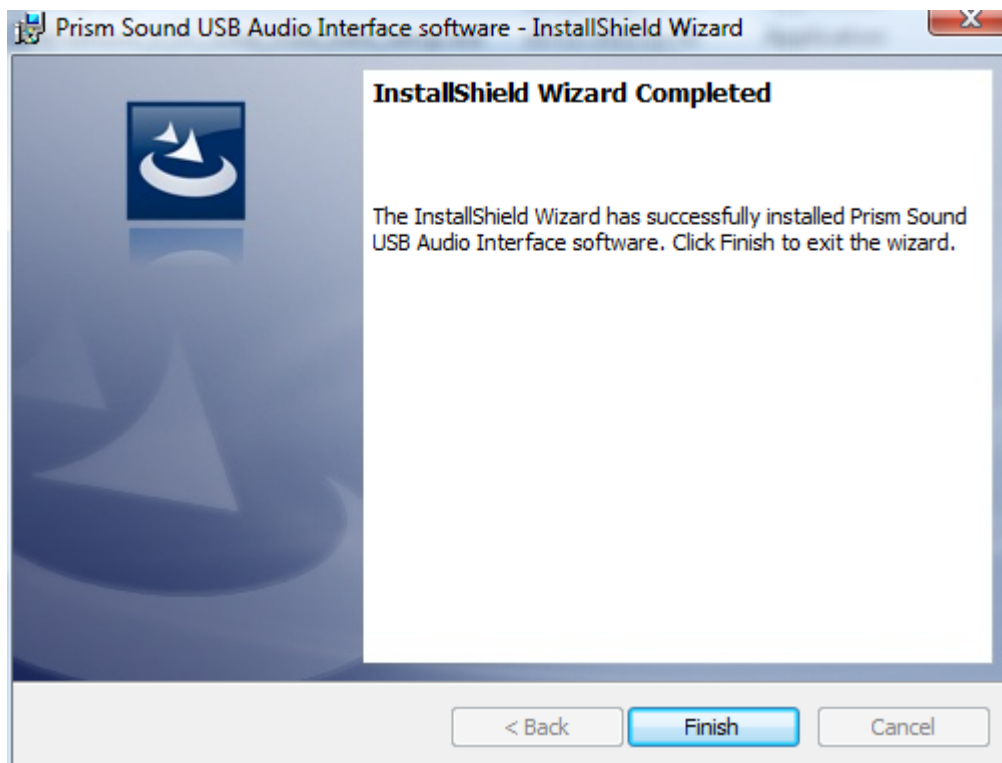 Prism Sound USB Audio Interface software - InstallShield Wizard
InstallShield Wizard Completed
The InstallShield Wizard has successfully installed Prism Sound
USB Audio Interface software. Click Finish to exit the wizard.
< Back
Finish
Cancel